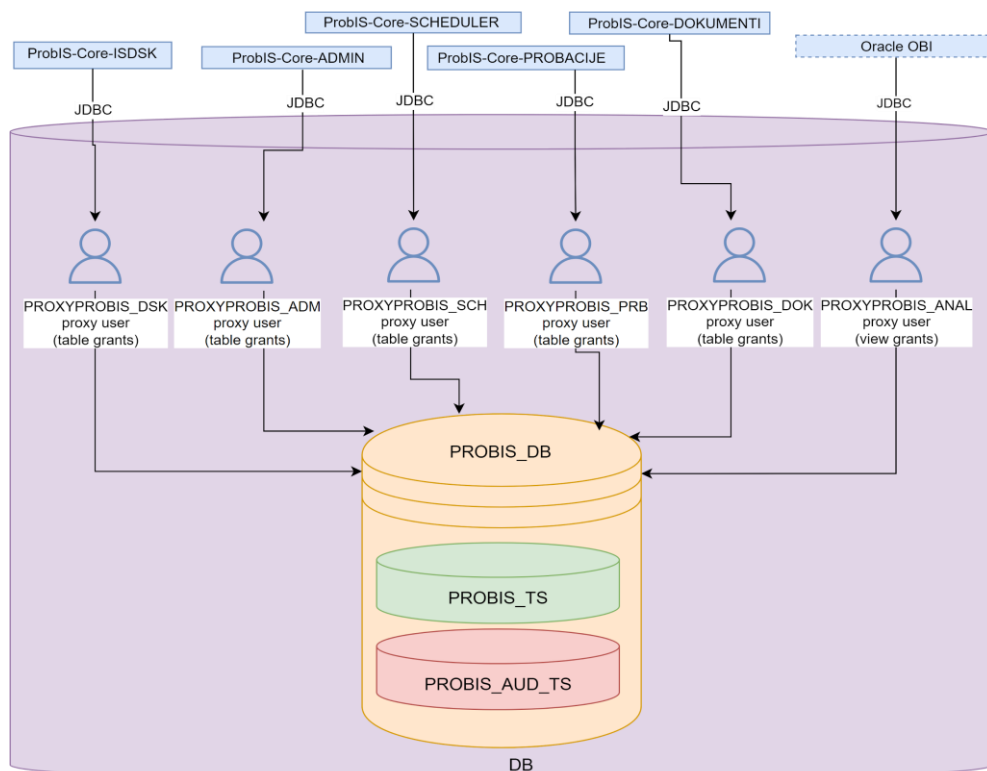 ProbIS-Core-SCHEDULER
ProbIS-Core-DOKUMENTI
ProbIS-Core-ISDSK
ProbIS-Core-ADMIN
ProbIS-Core-PROBACIJE
Oracle OBI
JDBC
JDBC
JDBC
JDBC
JDBC
JDBC
PROXYPROBIS_DSK
proxy user
(table grants)
PROXYPROBIS_ADM
proxy user
(table grants)
PROXYPROBIS_SCH
proxy user
(table grants)
PROXYPROBIS_PRB
proxy user
(table grants)
PROXYPROBIS_DOK
proxy user
(table grants)
PROXYPROBIS_ANAL
proxy user
(view grants)
PROBIS_DB
PROBIS_TS
PROBIS_AUD_TS
DB